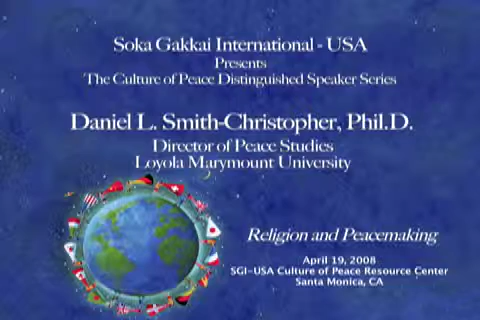 Soka Gakkai International - USA
Presents
The Culture of Peace Distinguished Speaker Series
Daniel L. Smith-Christopher, Phil.D.
Director of Peace Studies
Loyola Marymount University
Religion and Peacemaking
April 19, 2008
SGI-USA Culture of Peace Resource Center
Santa Monica, CA